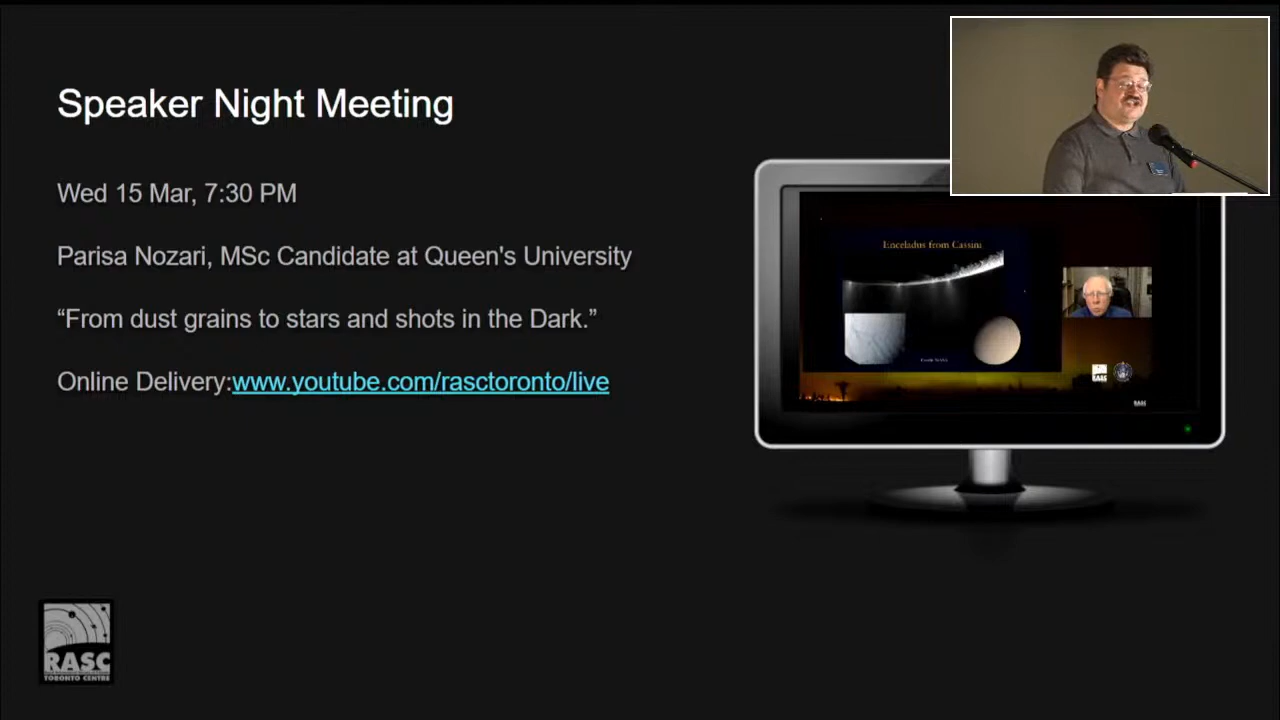 Speaker Night Meeting
Wed 15 Mar, 7:30 PM
Parisa Nozari, MSc Candidate at Queen's University
“From dust grains to stars and shots in the Dark.”
Online Delivery:www.youtube.com/rasctoronto/live
Enceladus from Cassini
RASC
RASC
RASC
TORONTO CENTRE